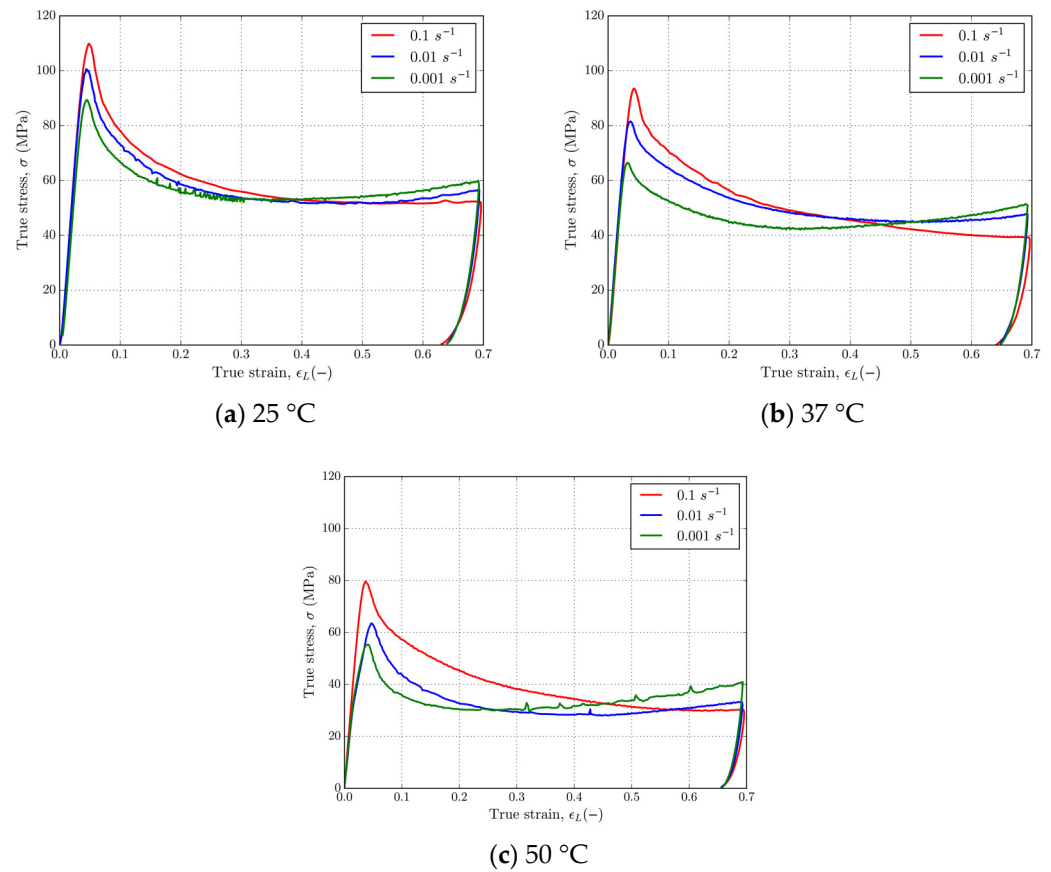 120
100
80
60
40
20
0
True stress, σ (MPa)
0.1 s⁻¹
0.01 s⁻¹
0.001 s⁻¹
0.0 0.1 0.2 0.3 0.4 0.5 0.6 0.7
True strain, ϵ_L(−)
(a) 25 °C
120
100
80
60
40
20
0
True stress, σ (MPa)
0.1 s⁻¹
0.01 s⁻¹
0.001 s⁻¹
0.0 0.1 0.2 0.3 0.4 0.5 0.6 0.7
True strain, ϵ_L(−)
(b) 37 °C
120
100
80
60
40
20
0
True stress, σ (MPa)
0.1 s⁻¹
0.01 s⁻¹
0.001 s⁻¹
0.0 0.1 0.2 0.3 0.4 0.5 0.6 0.7
True strain, ϵ_L(−)
(c) 50 °C